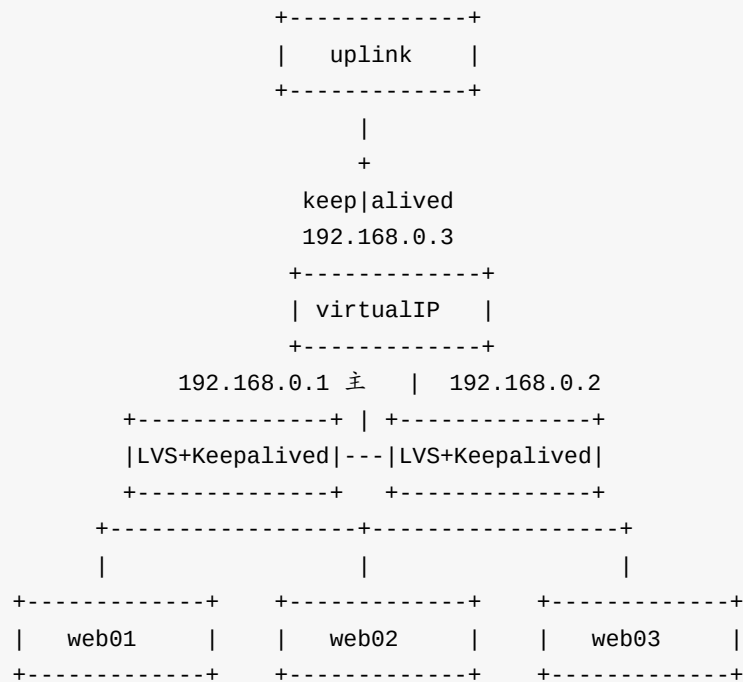 +-------------+
|   uplink    |
+-------------+
|
+
keep|alived
192.168.0.3
+-------------+
| virtualIP   |
+-------------+
192.168.0.1 主   |  192.168.0.2
+--------------+ | +--------------+
|LVS+Keepalived|---|LVS+Keepalived|
+--------------+   +--------------+
+------------------+------------------+
|                  |                  |
+-------------+    +-------------+    +-------------+
|   web01     |    |   web02     |    |   web03     |
+-------------+    +-------------+    +-------------+